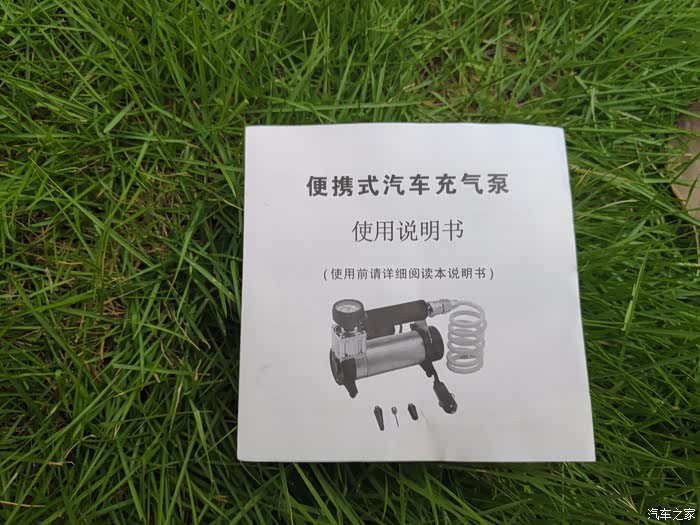 便携式汽车充气泵
使用说明书
(使用前请详细阅读本说明书)
汽车之家